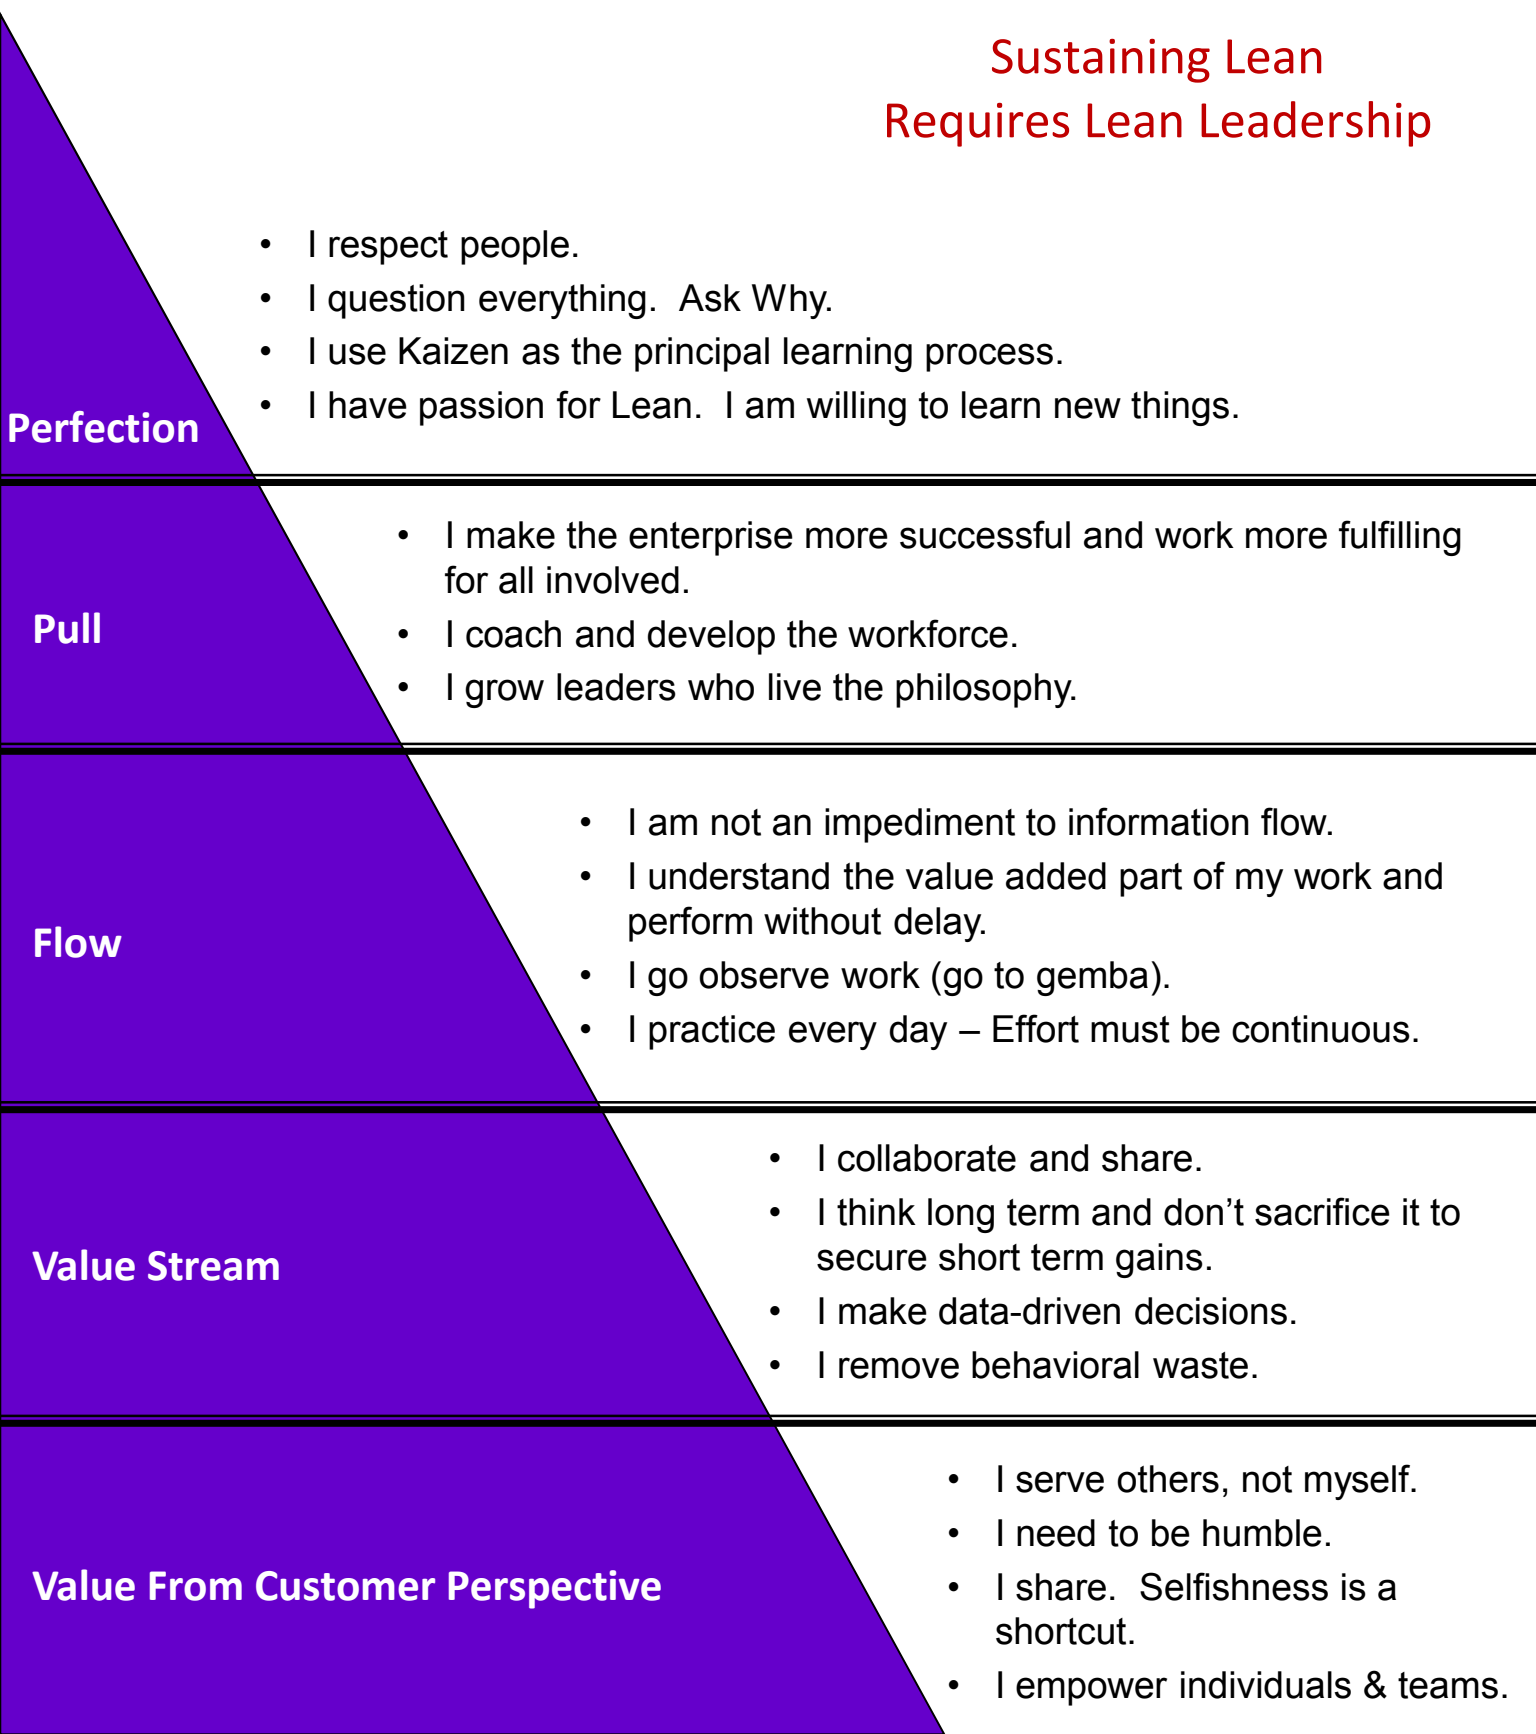 Sustaining Lean
Requires Lean Leadership
• I respect people.
• I question everything.  Ask Why.
• I use Kaizen as the principal learning process.
• I have passion for Lean.  I am willing to learn new things.
Perfection
• I make the enterprise more successful and work more fulfilling
for all involved.
Pull
• I coach and develop the workforce.
• I grow leaders who live the philosophy.
• I am not an impediment to information flow.
• I understand the value added part of my work and
perform without delay.
Flow
• I go observe work (go to gemba).
• I practice every day – Effort must be continuous.
• I collaborate and share.
• I think long term and don’t sacrifice it to
secure short term gains.
Value Stream
• I make data-driven decisions.
• I remove behavioral waste.
• I serve others, not myself.
• I need to be humble.
Value From Customer Perspective
• I share.  Selfishness is a
shortcut.
• I empower individuals & teams.